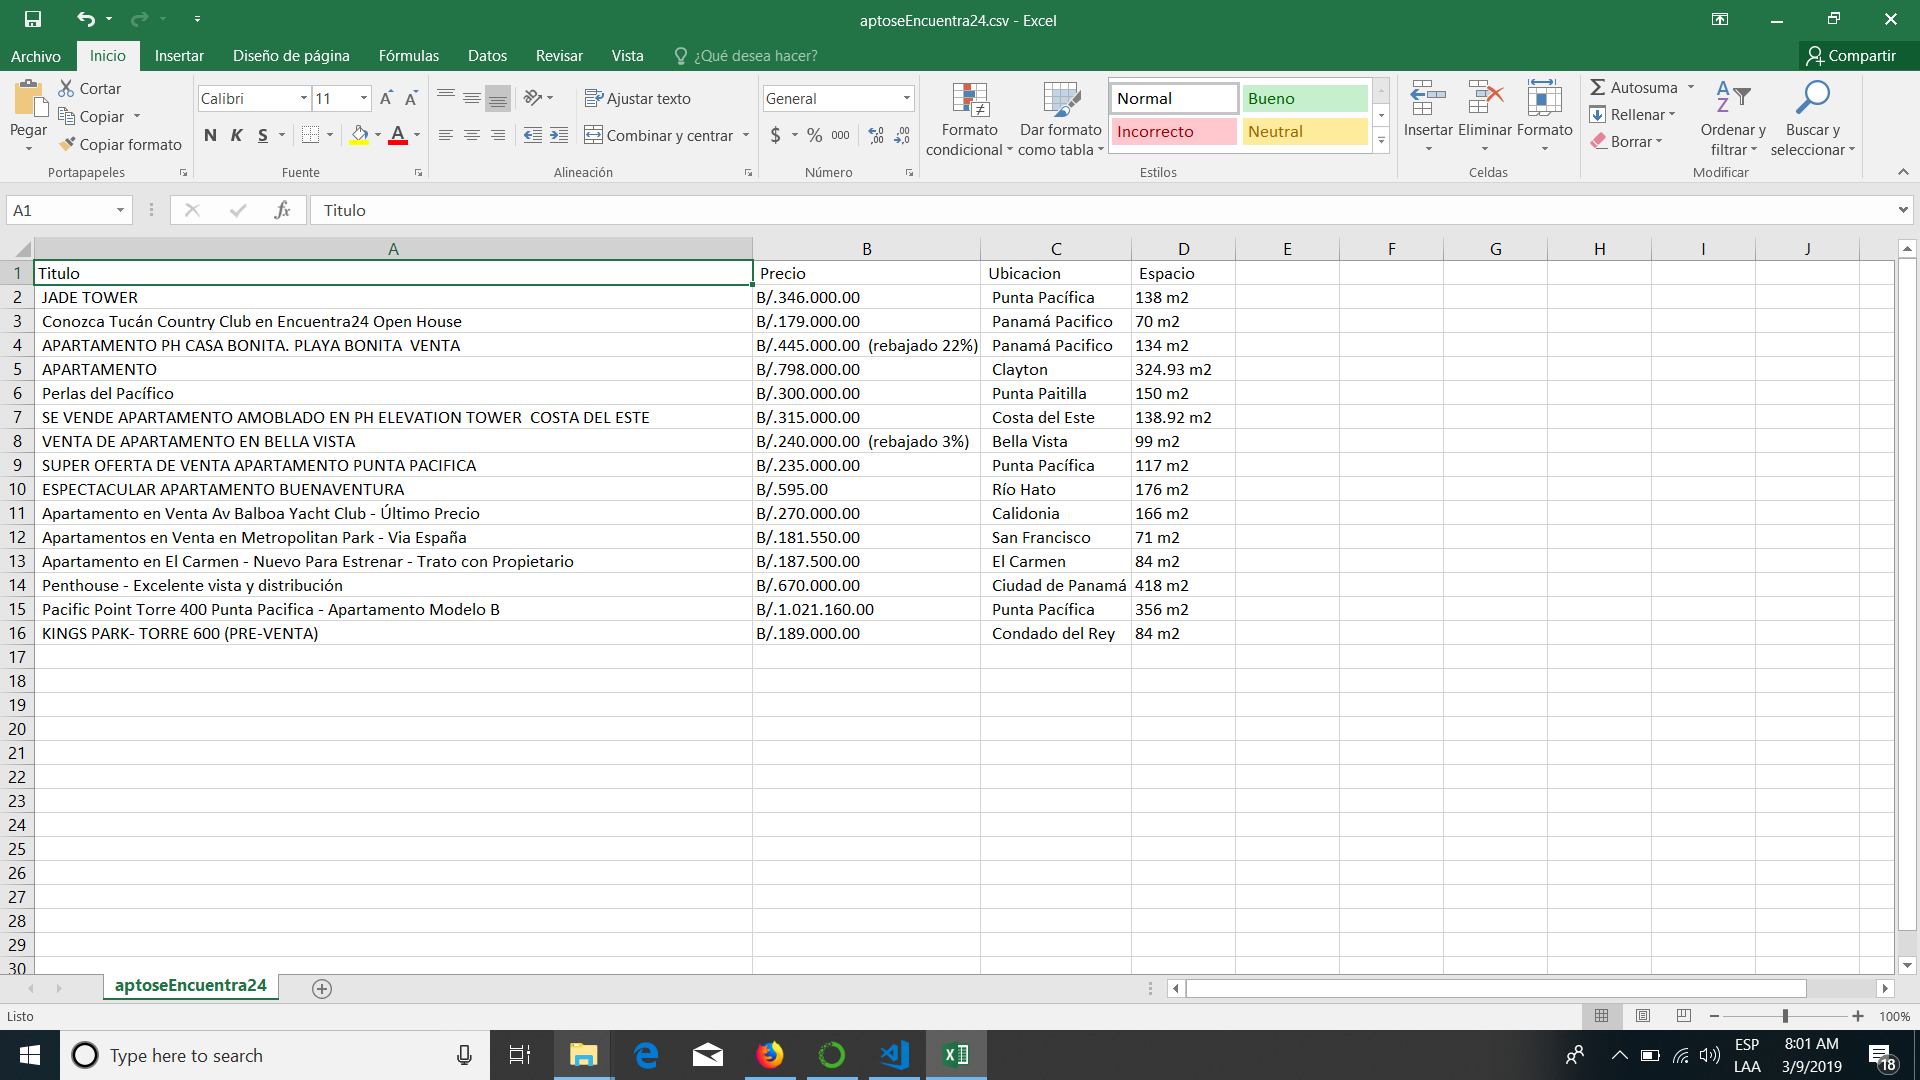 aptoseEncuentra24.csv - Excel
Archivo Inicio Insertar Diseño de página Fórmulas Datos Revisar Vista ¿Qué desea hacer? Compartir
Pegar Cortar Copiar Copiar formato Portapapeles
Calibri 11 N K S A Fuente
Ajustar texto Combinar y centrar Alineación
General $ % 000 Número
Formato condicional Dar formato como tabla
Normal Bueno
Incorrecto Neutral
Estilos
Insertar Eliminar Formato Celdas
Autosuma Rellenar Borrar Ordenar y filtrar Buscar y seleccionar Modificar
A1 fx Titulo
A B C D E F G H I J
1 Titulo Precio Ubicacion Espacio
2 JADE TOWER B/.346.000.00 Punta Pacífica 138 m2
3 Conozca Tucán Country Club en Encuentra24 Open House B/.179.000.00 Panamá Pacifico 70 m2
4 APARTAMENTO PH CASA BONITA. PLAYA BONITA  VENTA B/.445.000.00  (rebajado 22%) Panamá Pacifico 134 m2
5 APARTAMENTO B/.798.000.00 Clayton 324.93 m2
6 Perlas del Pacífico B/.300.000.00 Punta Paitilla 150 m2
7 SE VENDE APARTAMENTO AMOBLADO EN PH ELEVATION TOWER  COSTA DEL ESTE B/.315.000.00 Costa del Este 138.92 m2
8 VENTA DE APARTAMENTO EN BELLA VISTA B/.240.000.00  (rebajado 3%) Bella Vista 99 m2
9 SUPER OFERTA DE VENTA APARTAMENTO PUNTA PACIFICA B/.235.000.00 Punta Pacífica 117 m2
10 ESPECTACULAR APARTAMENTO BUENAVENTURA B/.595.00 Río Hato 176 m2
11 Apartamento en Venta Av Balboa Yacht Club - Último Precio B/.270.000.00 Calidonia 166 m2
12 Apartamentos en Venta en Metropolitan Park - Via España B/.181.550.00 San Francisco 71 m2
13 Apartamento en El Carmen - Nuevo Para Estrenar - Trato con Propietario B/.187.500.00 El Carmen 84 m2
14 Penthouse - Excelente vista y distribución B/.670.000.00 Ciudad de Panamá 418 m2
15 Pacific Point Torre 400 Punta Pacifica - Apartamento Modelo B B/.1.021.160.00 Punta Pacífica 356 m2
16 KINGS PARK- TORRE 600 (PRE-VENTA) B/.189.000.00 Condado del Rey 84 m2
17
18
19
20
21
22
23
24
25
26
27
28
29
30
aptoseEncuentra24
Listo 100%
Type here to search ESP LAA 8:01 AM 3/9/2019 18